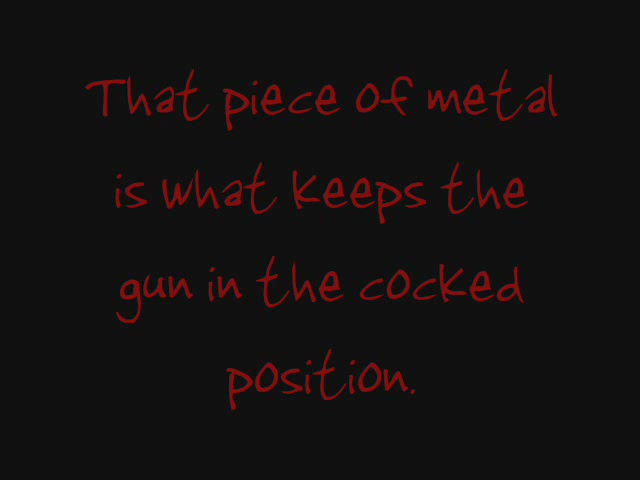 That piece of metal
is what keeps the
gun in the cocked
position.